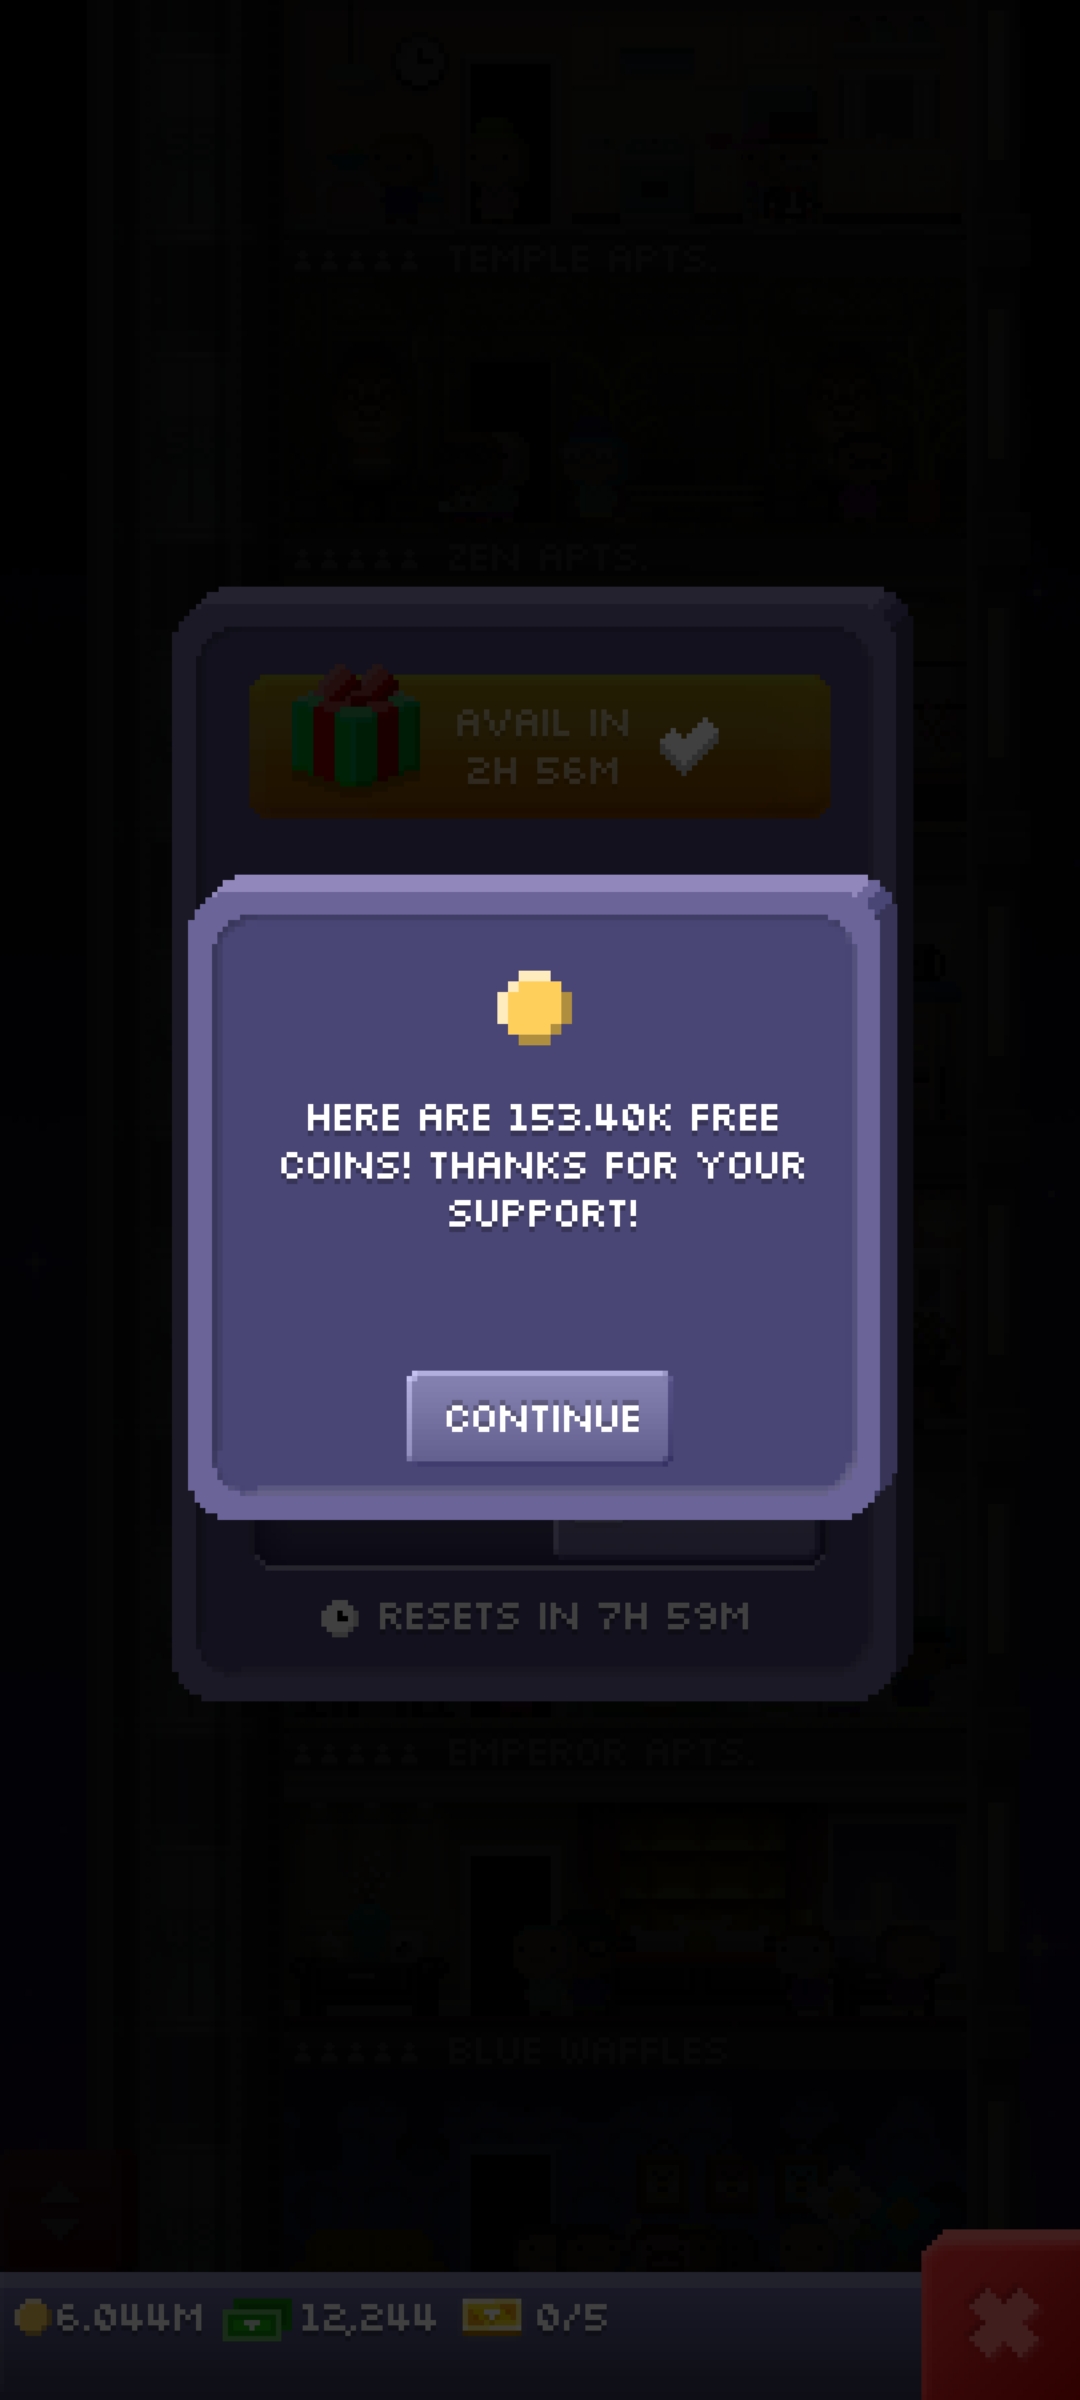 TEMPLE APTS.
ZEN APTS.
AVAIL IN
2H 56M
HERE ARE 153.40K FREE
COINS! THANKS FOR YOUR
SUPPORT!
CONTINUE
RESETS IN 7H 59M
EMPEROR APTS.
BLUE WAFFLES
6.044M 12,244 0/5